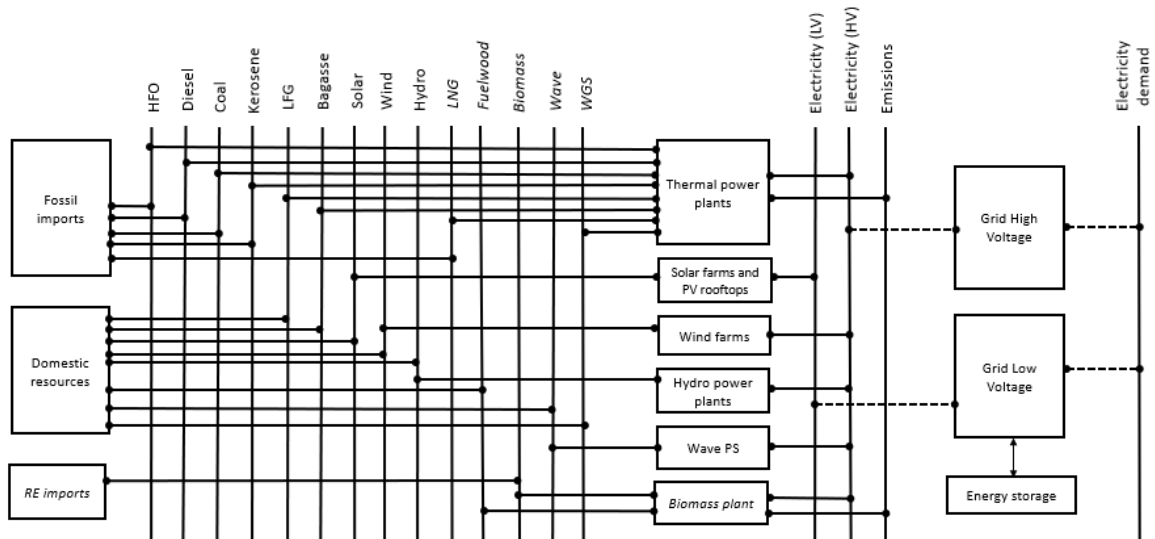 HFO
Diesel
Coal
Kerosene
LFG
Bagasse
Solar
Wind
Hydro
LNG
Fuelwood
Biomass
Wave
WGS
Electricity (LV)
Electricity (HV)
Emissions
Electricity
demand
Fossil
imports
Thermal power
plants
Grid High
Voltage
Solar farms and
PV rooftops
Domestic
resources
Wind farms
Grid Low
Voltage
Hydro power
plants
Wave PS
RE imports
Biomass plant
Energy storage